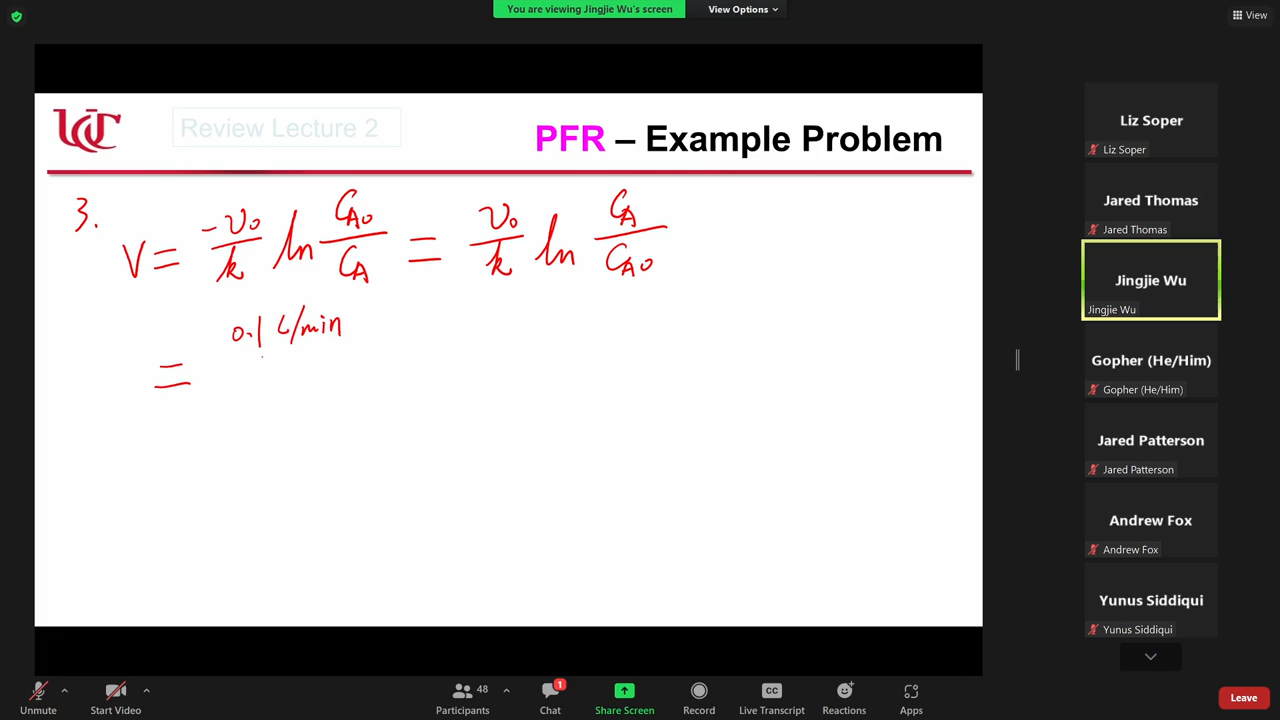 You are viewing Jingjie Wu's screen
View Options
View
UC
Review Lecture 2
PFR – Example Problem
3.
V = -v0/k ln CA0/CA = v0/k ln CA/CA0
0.1 L/min
=
Liz Soper
Liz Soper
Jared Thomas
Jared Thomas
Jingjie Wu
Jingjie Wu
Gopher (He/Him)
Gopher (He/Him)
Jared Patterson
Jared Patterson
Andrew Fox
Andrew Fox
Yunus Siddiqui
Yunus Siddiqui
Unmute
Start Video
48
Participants
1
Chat
Share Screen
Record
CC
Live Transcript
Reactions
Apps
Leave